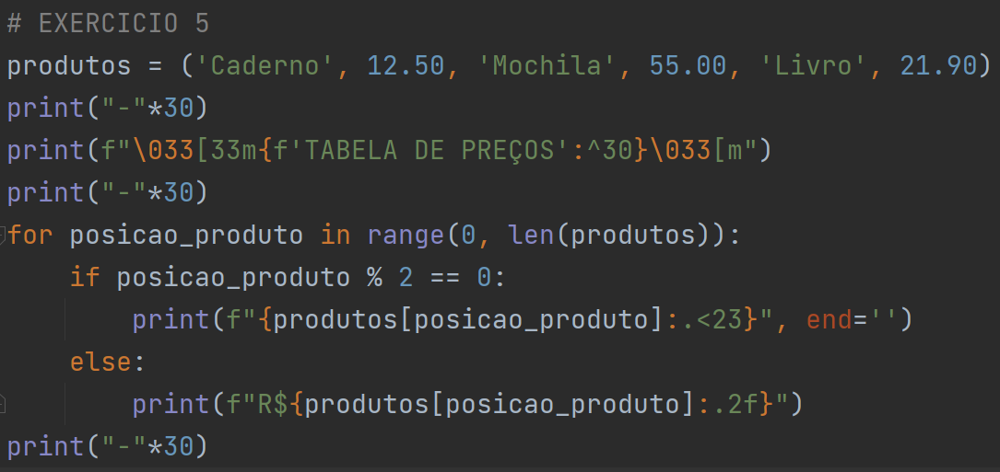 # EXERCICIO 5
produtos = ('Caderno', 12.50, 'Mochila', 55.00, 'Livro', 21.90)
print("-"*30)
print(f"\033[33m{f'TABELA DE PREÇOS':^30}\033[m")
print("-"*30)
for posicao_produto in range(0, len(produtos)):
    if posicao_produto % 2 == 0:
        print(f"{produtos[posicao_produto]:.<23}", end='')
    else:
        print(f"R${produtos[posicao_produto]:.2f}")
print("-"*30)